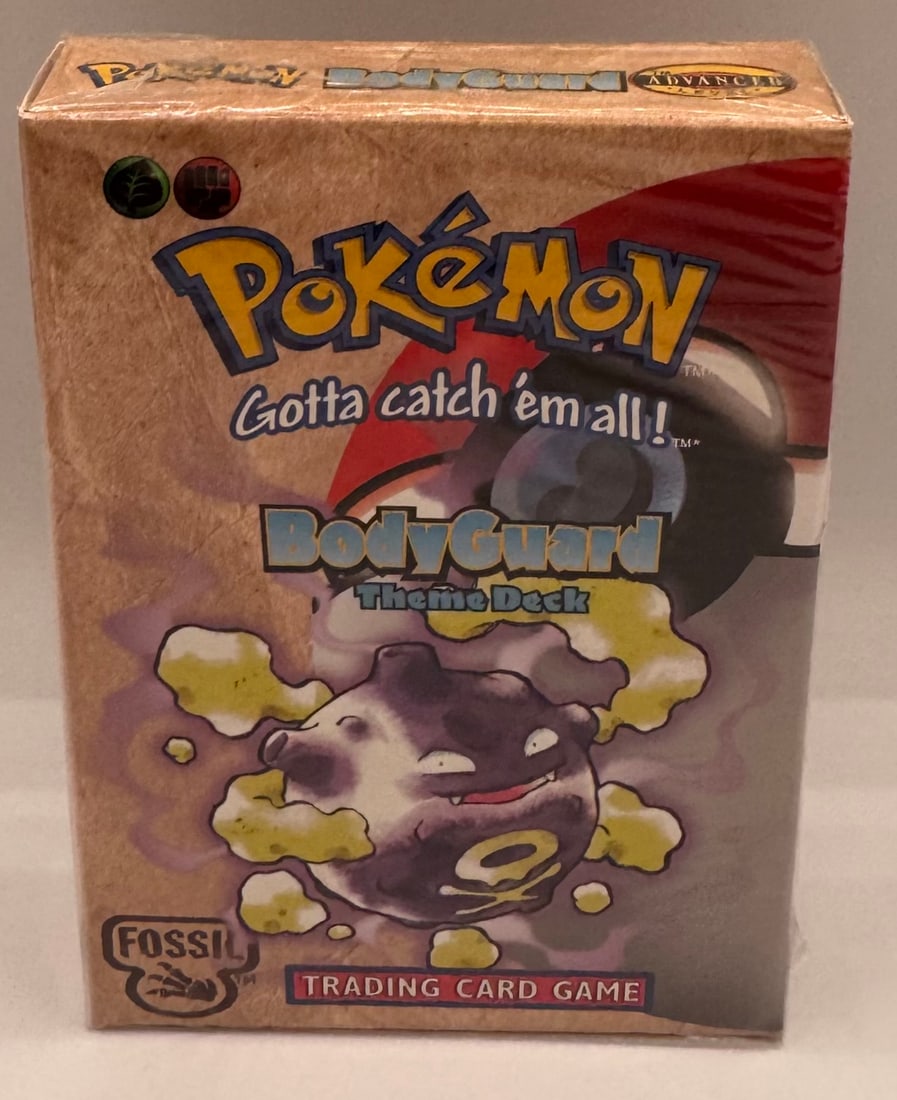 POKéMON BodyGuard ADVANCED
POKéMON
TM
Gotta catch 'em all!
TM*
BodyGuard
Theme Deck
FOSSIL
TM
TRADING CARD GAME